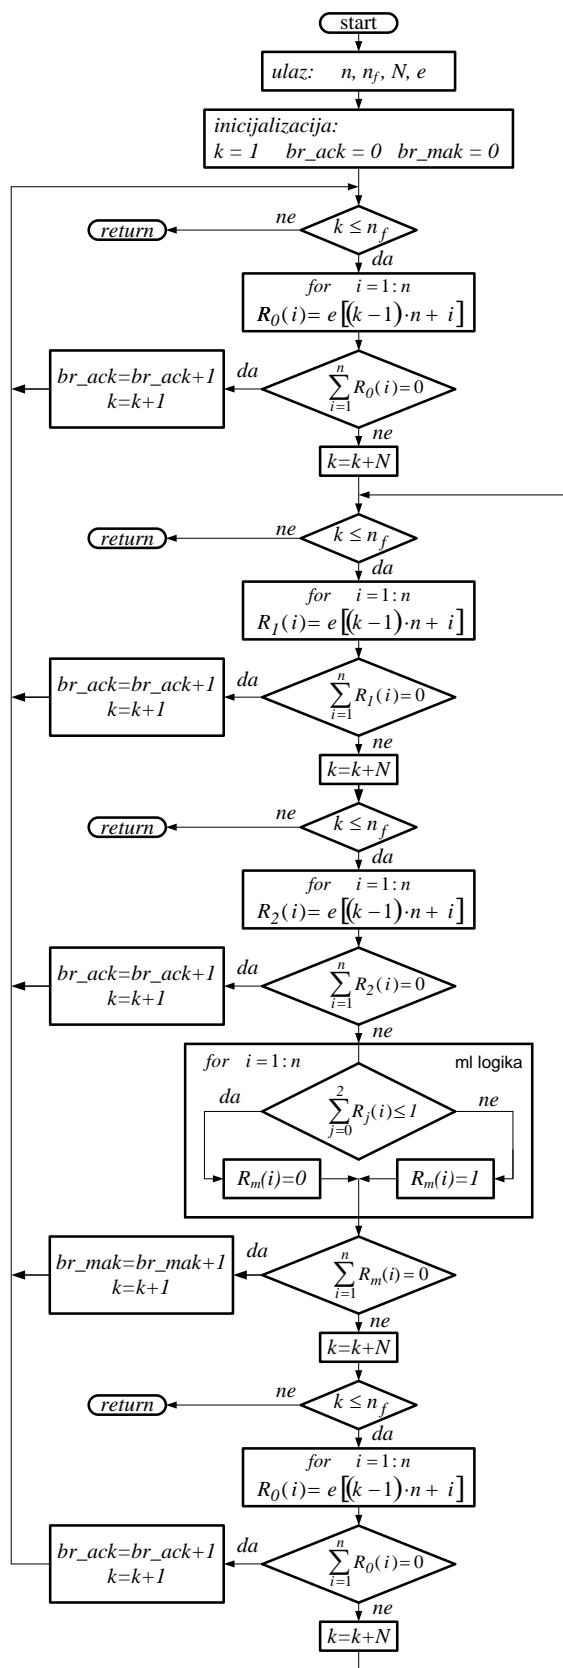 start
ulaz: n, n_f, N, e
inicijalizacija:
k = 1 br_ack = 0 br_mak = 0
ne
return
k ≤ n_f
da
for i=1:n
R_0(i)= e[(k−1)·n+ i]
br_ack=br_ack+1
k=k+1
da
∑_{i=1}^{n} R_0(i)=0
ne
k=k+N
ne
return
k ≤ n_f
da
for i=1:n
R_1(i)= e[(k−1)·n+ i]
br_ack=br_ack+1
k=k+1
da
∑_{i=1}^{n} R_1(i)=0
ne
k=k+N
ne
return
k ≤ n_f
da
for i=1:n
R_2(i)= e[(k−1)·n+ i]
br_ack=br_ack+1
k=k+1
da
∑_{i=1}^{n} R_2(i)=0
ne
for i=1:n ml logika
da
∑_{j=0}^{2} R_j(i)≤1
ne
R_m(i)=0
R_m(i)=1
br_mak=br_mak+1
k=k+1
da
∑_{i=1}^{n} R_m(i)=0
ne
k=k+N
ne
return
k ≤ n_f
da
for i=1:n
R_0(i)= e[(k−1)·n+ i]
br_ack=br_ack+1
k=k+1
da
∑_{i=1}^{n} R_0(i)=0
ne
k=k+N